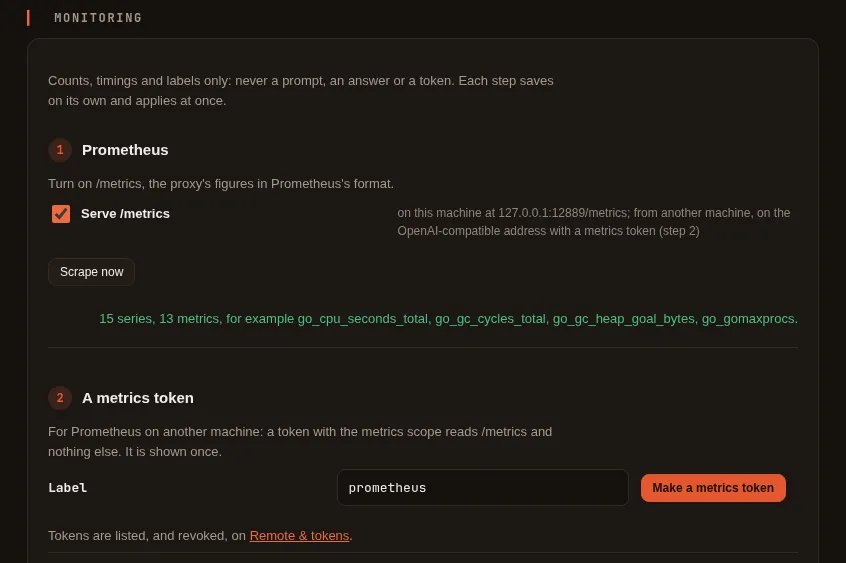 MONITORING
Counts, timings and labels only: never a prompt, an answer or a token. Each step saves
on its own and applies at once.
1 Prometheus
Turn on /metrics, the proxy's figures in Prometheus's format.
Serve /metrics
on this machine at 127.0.0.1:12889/metrics; from another machine, on the
OpenAI-compatible address with a metrics token (step 2)
Scrape now
15 series, 13 metrics, for example go_cpu_seconds_total, go_gc_cycles_total, go_gc_heap_goal_bytes, go_gomaxprocs.
2 A metrics token
For Prometheus on another machine: a token with the metrics scope reads /metrics and
nothing else. It is shown once.
Label
prometheus
Make a metrics token
Tokens are listed, and revoked, on Remote & tokens.